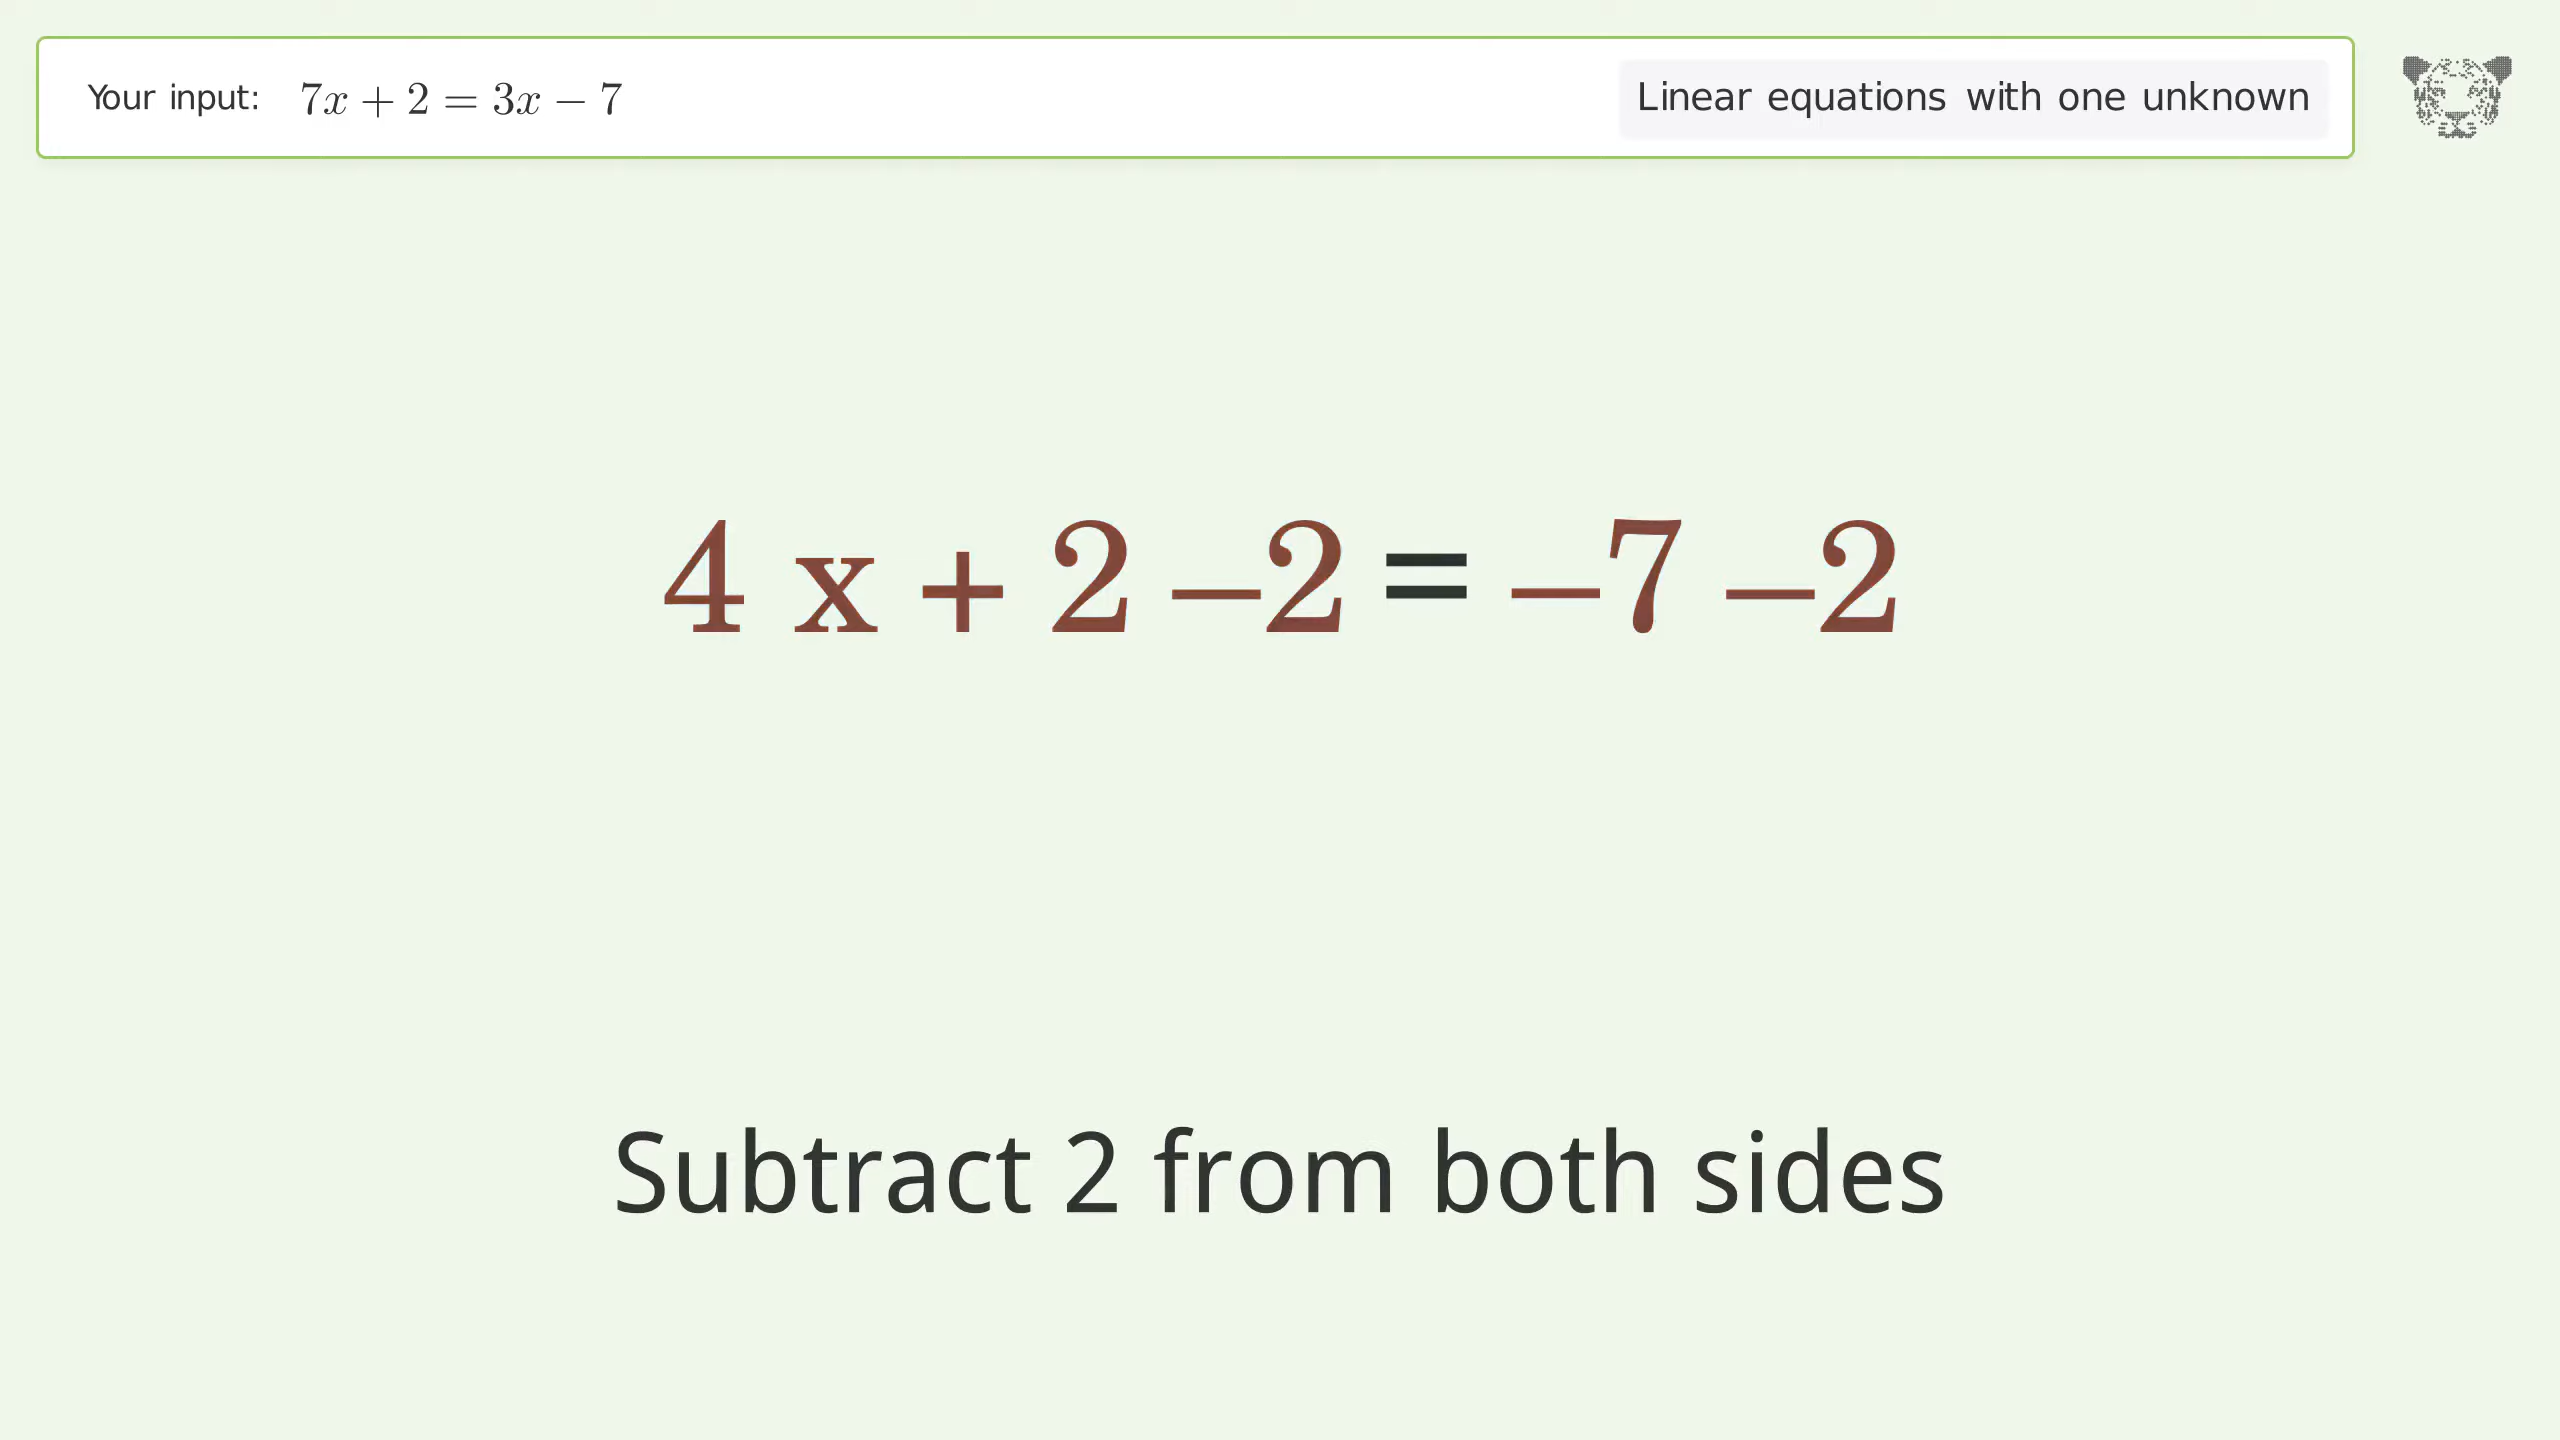 Your input: 7x + 2 = 3x − 7
Linear equations with one unknown
4 x + 2 −2 = −7 −2
Subtract 2 from both sides